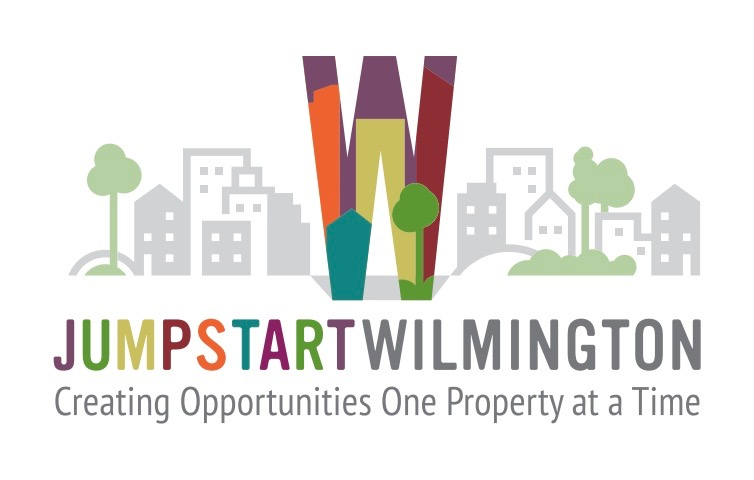 W
JUMPSTARTWILMINGTON
Creating Opportunities One Property at a Time